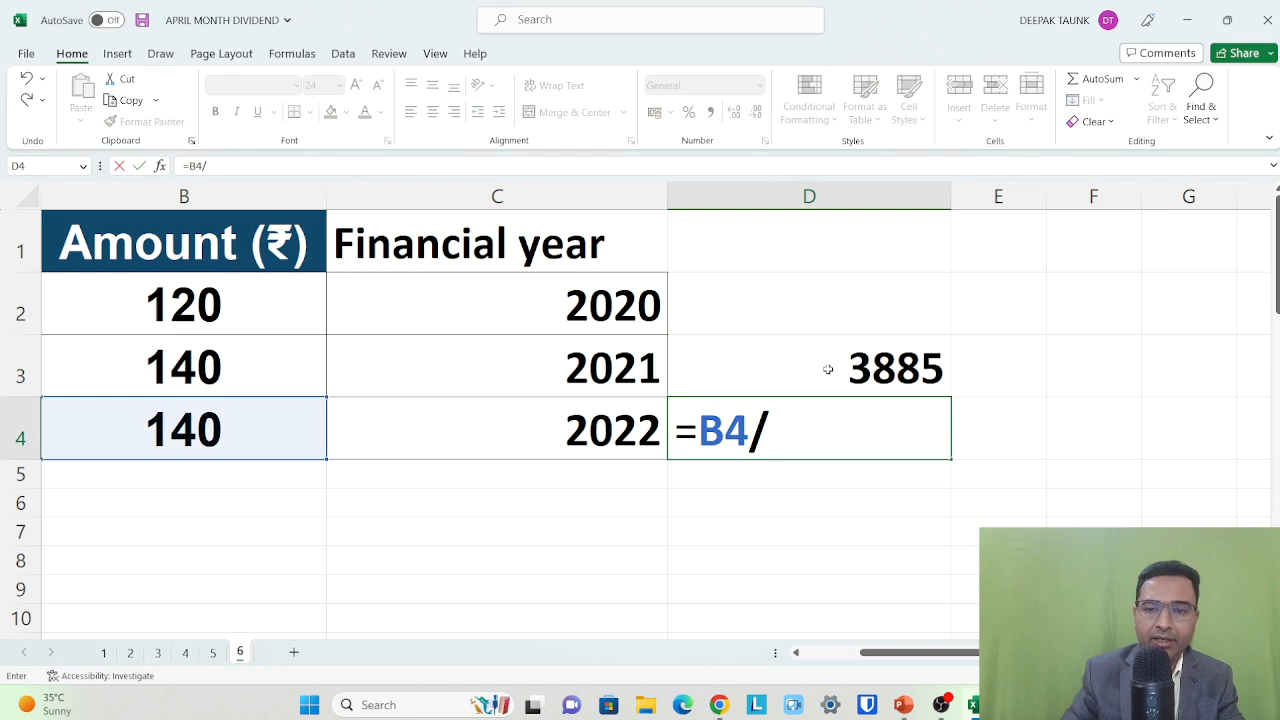 AutoSave Off APRIL MONTH DIVIDEND Search DEEPAK TAUNK DT
File Home Insert Draw Page Layout Formulas Data Review View Help Comments Share
Cut
Copy
Format Painter
Paste
24
Wrap Text
Merge & Center
General
Conditional Formatting
Format as Table
Cell Styles
Insert Delete Format
AutoSum
Fill
Clear
Sort & Filter
Find & Select
Undo Clipboard Font Alignment Number Styles Cells Editing
D4 fx =B4/
B C D E F G
1 Amount (₹) Financial year
2 120 2020
3 140 2021 3885
4 140 2022 =B4/
5
6
7
8
9
10
1 2 3 4 5 6
Enter Accessibility: Investigate
35°C
Sunny
Search